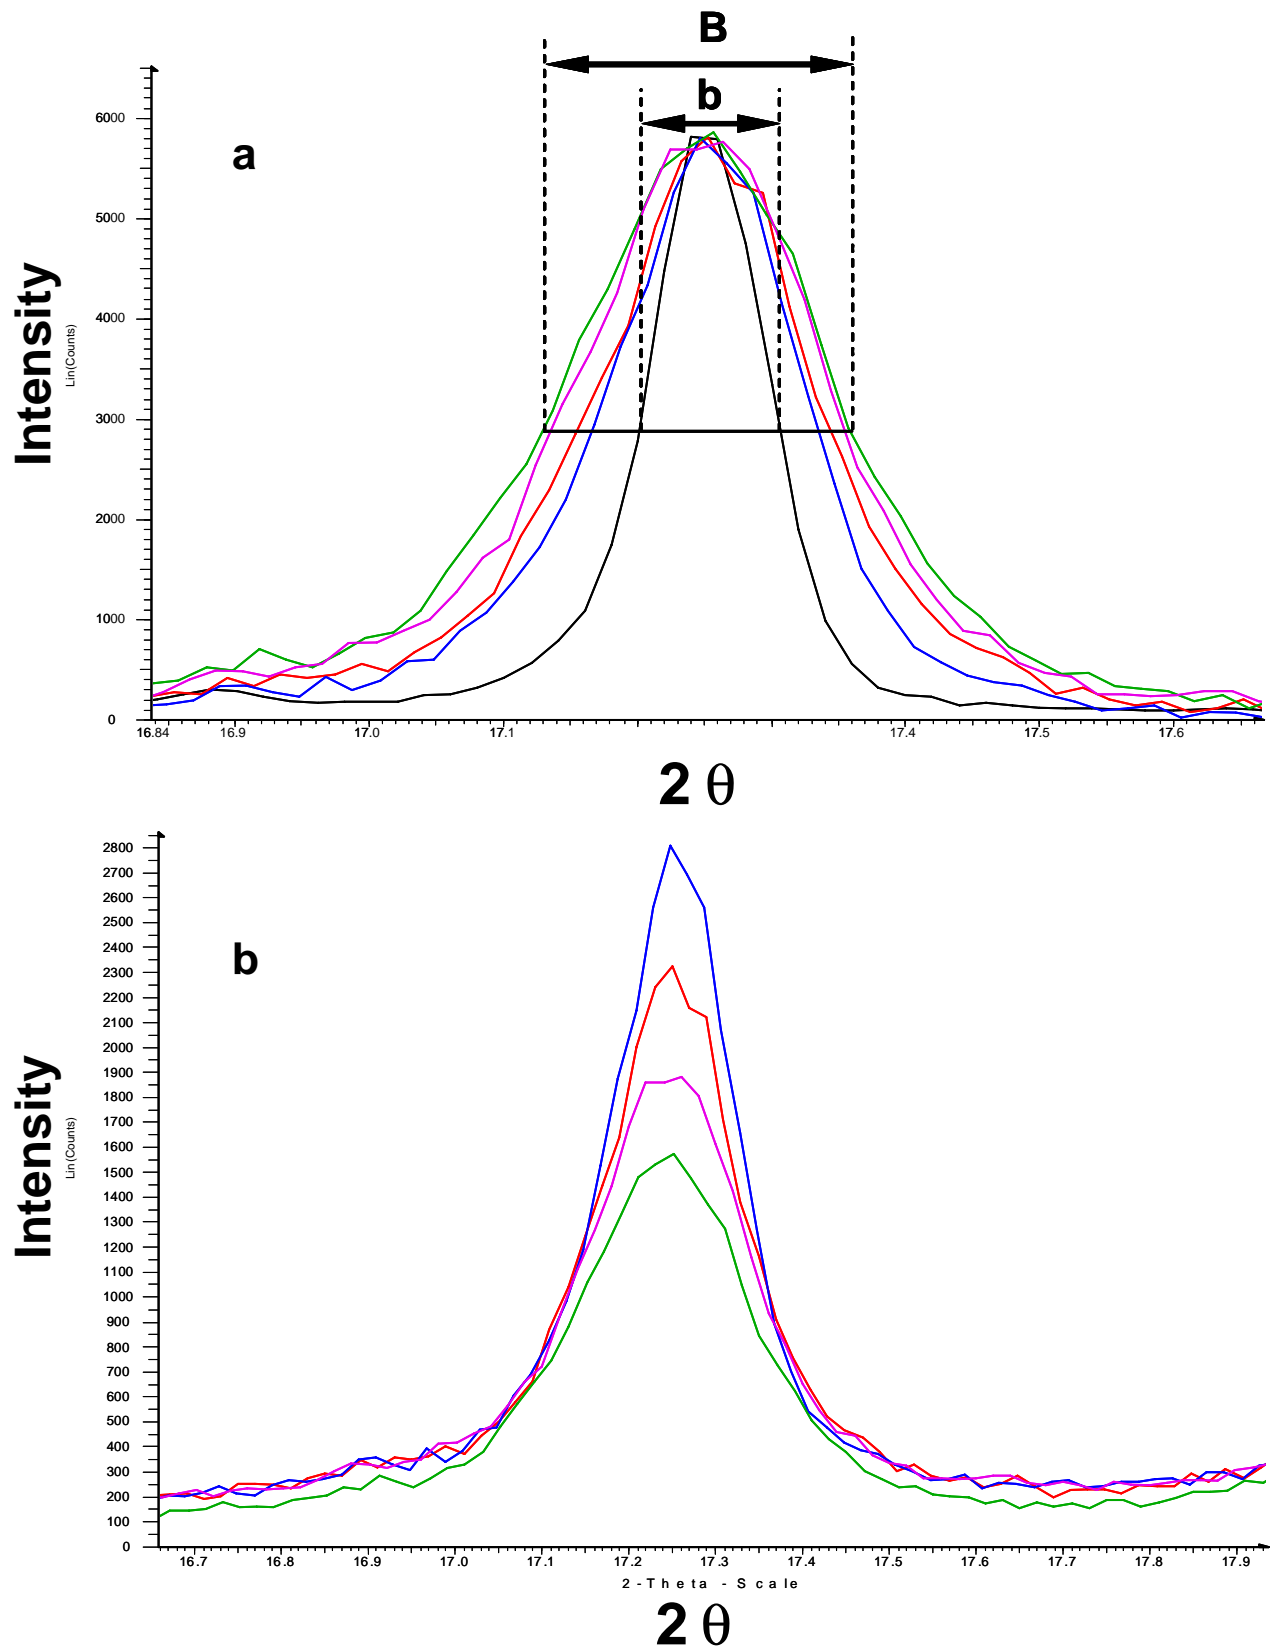 B
b
a
6000
5000
4000
3000
2000
1000
0
Intensity
Lin(Counts)
16.84 16.9 17.0 17.1 17.4 17.5 17.6
2 θ
b
2800
2700
2600
2500
2400
2300
2200
2100
2000
1900
1800
1700
1600
1500
1400
1300
1200
1100
1000
900
800
700
600
500
400
300
200
100
0
Intensity
Lin(Counts)
16.7 16.8 16.9 17.0 17.1 17.2 17.3 17.4 17.5 17.6 17.7 17.8 17.9
2-Theta - Scale
2 θ